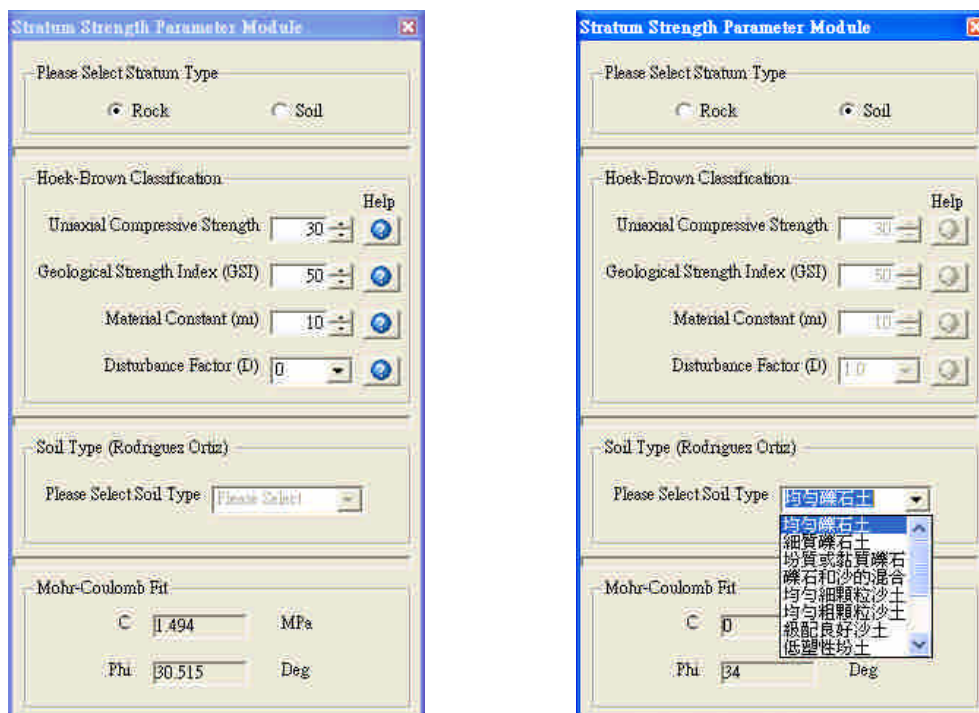 Stratum Strength Parameter Module
Please Select Stratum Type
Rock
Soil
Hoek-Brown Classification
Help
Uniaxial Compressive Strength
30
Geological Strength Index (GSI)
50
Material Constant (mi)
10
Disturbance Factor (D)
0
Soil Type (Rodriguez Ortiz)
Please Select Soil Type
Please Select
Mohr-Coulomb Fit
C
1.494
MPa
Phi
30.515
Deg
Stratum Strength Parameter Module
Please Select Stratum Type
Rock
Soil
Hoek-Brown Classification
Help
Uniaxial Compressive Strength
30
Geological Strength Index (GSI)
50
Material Constant (mi)
10
Disturbance Factor (D)
1.0
Soil Type (Rodriguez Ortiz)
Please Select Soil Type
均勻礫石土
均勻礫石土
細質礫石土
坋質或黏質礫石
礫石和沙的混合
均勻細顆粒沙土
均勻粗顆粒沙土
級配良好沙土
低塑性坋土
Mohr-Coulomb Fit
C
0
Phi
34
Deg